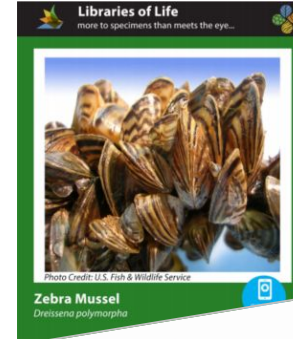 Libraries of Life
more to specimens than meets the eye...
Photo Credit: U.S. Fish & Wildlife Service
Zebra Mussel
Dreissena polymorpha